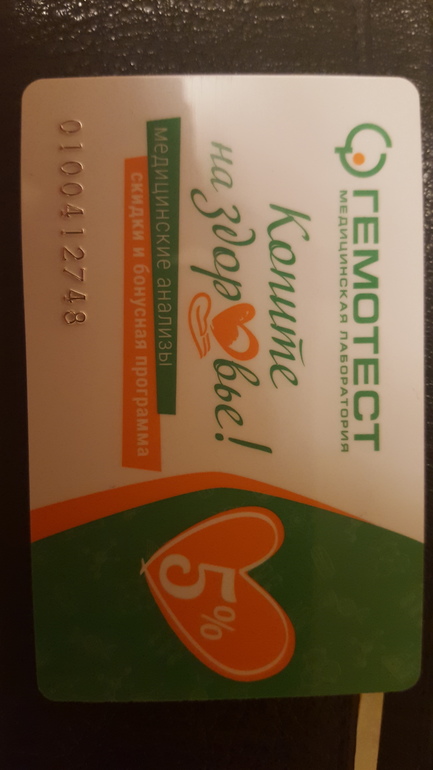 ГЕМОТЕСТ
МЕДИЦИНСКАЯ ЛАБОРАТОРИЯ
Копите
на здоровье!
медицинские анализы
скидки и бонусная программа
0100412748
5%